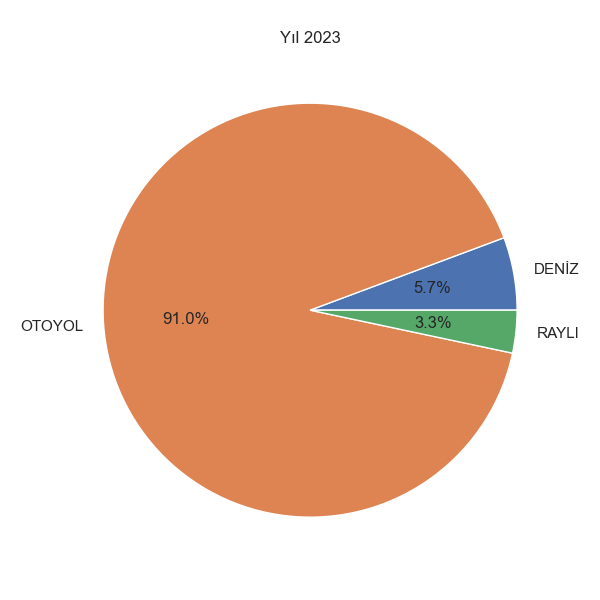 Yıl 2023
DENİZ
5.7%
91.0%
OTOYOL
3.3%
RAYLI